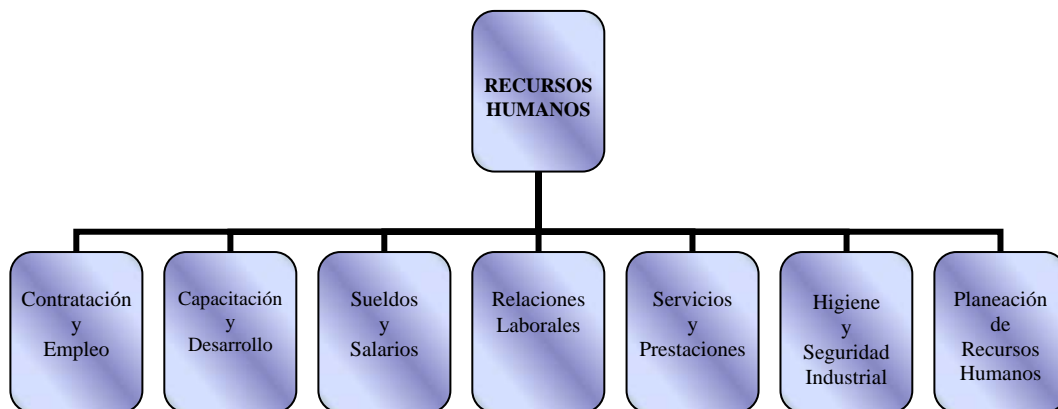 RECURSOS
HUMANOS
Contratación
y
Empleo
Capacitación
y
Desarrollo
Sueldos
y
Salarios
Relaciones
Laborales
Servicios
y
Prestaciones
Higiene
y
Seguridad
Industrial
Planeación
de
Recursos
Humanos